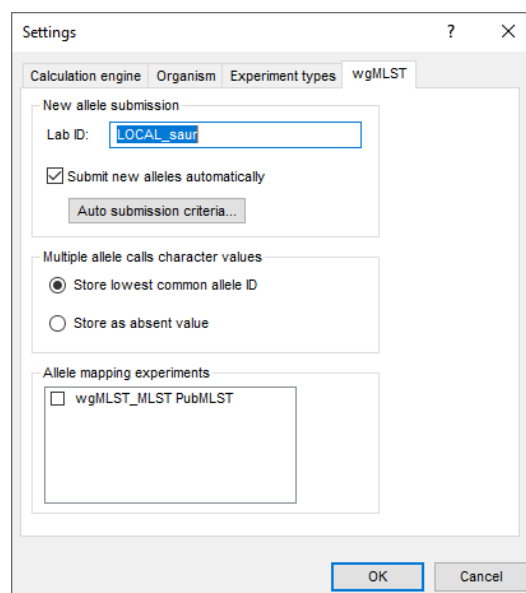 Settings ?
Calculation engine Organism Experiment types wgMLST
New allele submission
Lab ID: LOCAL_saur
Submit new alleles automatically
Auto submission criteria...
Multiple allele calls character values
Store lowest common allele ID
Store as absent value
Allele mapping experiments
wgMLST_MLST PubMLST
OK Cancel